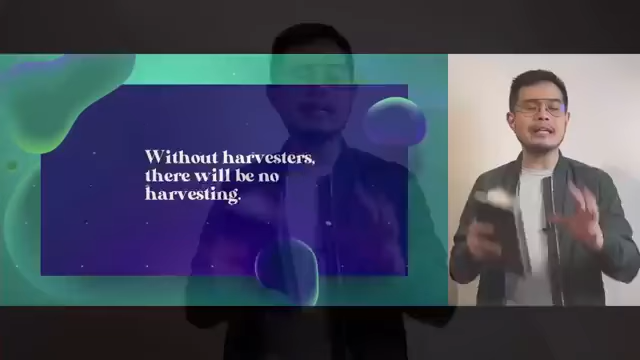 Without harvesters,
there will be no
harvesting.